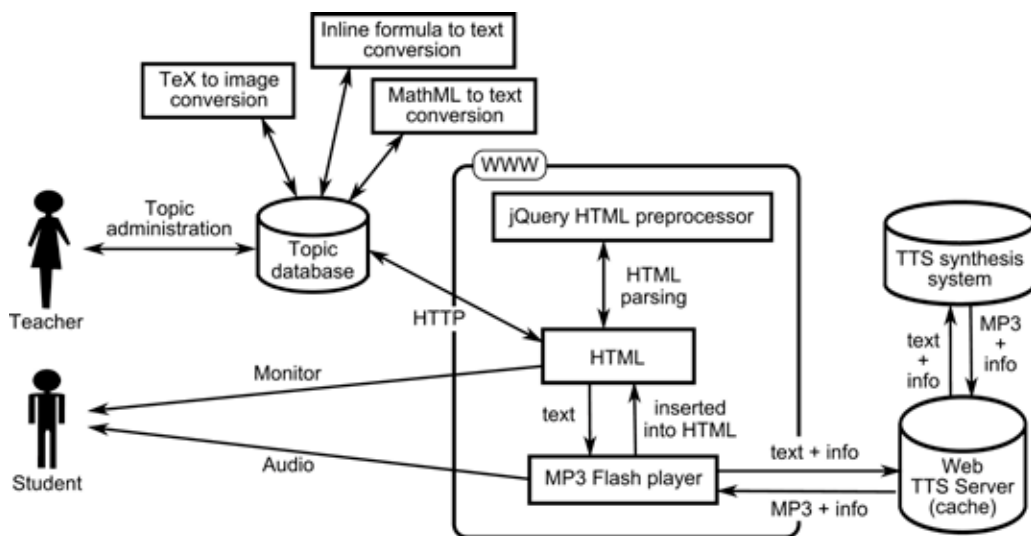 Inline formula to text
conversion
TeX to image
conversion
MathML to text
conversion
WWW
jQuery HTML preprocessor
Topic
administration
Topic
database
TTS synthesis
system
HTML
parsing
Teacher
HTTP
HTML
text
+
info
MP3
+
info
Monitor
text
inserted
into HTML
Student
Audio
MP3 Flash player
text + info
MP3 + info
Web
TTS Server
(cache)